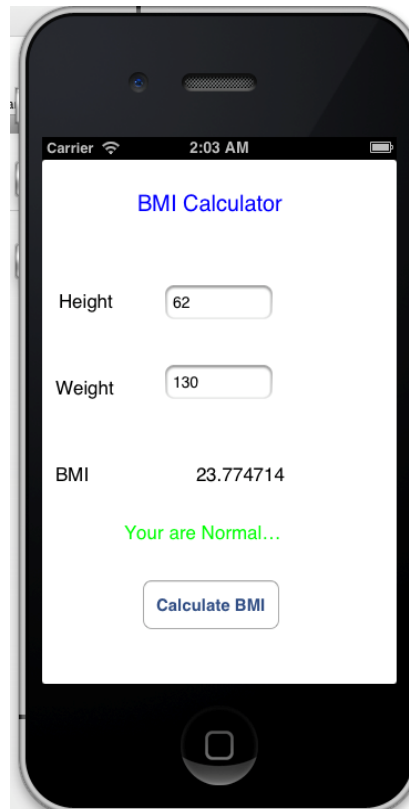 Carrier 2:03 AM
BMI Calculator
Height 62
Weight 130
BMI 23.774714
Your are Normal...
Calculate BMI